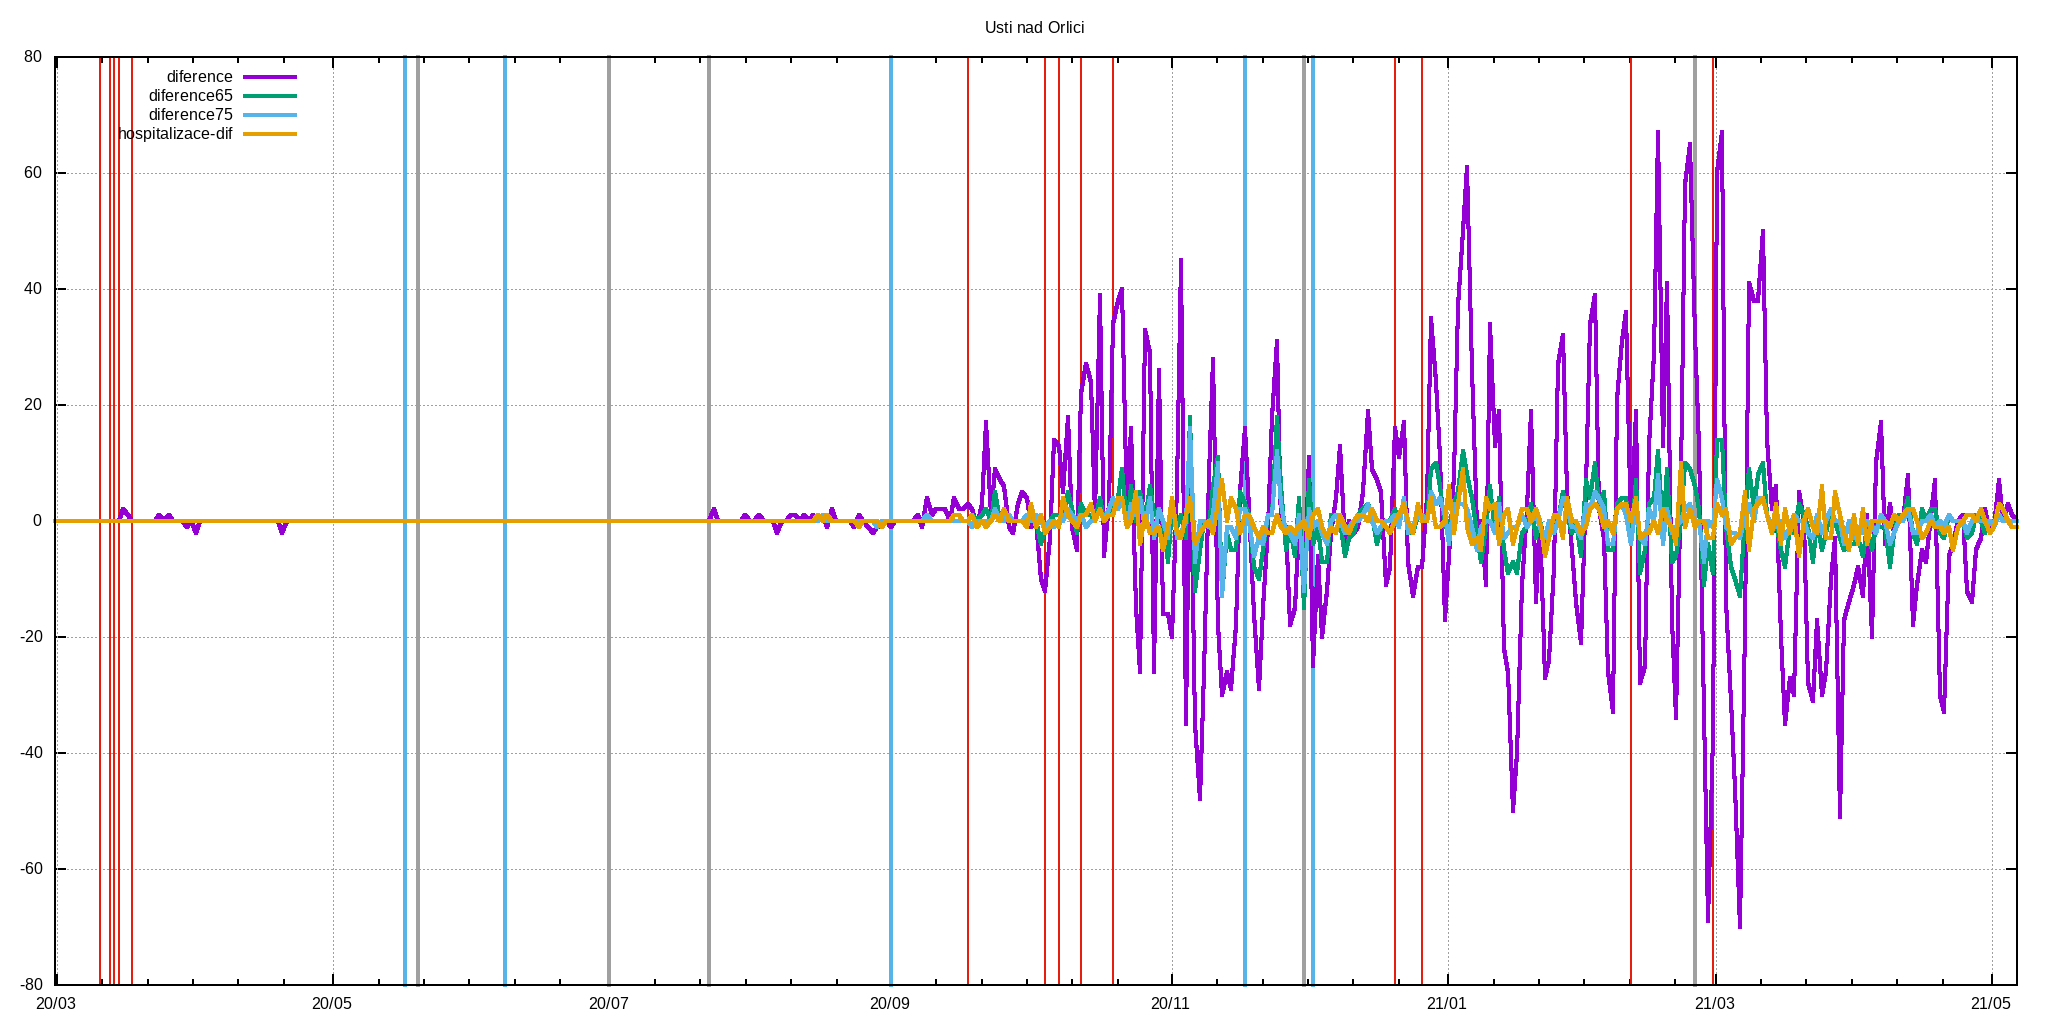 Usti nad Orlici
80
60
40
20
0
-20
-40
-60
-80
diference
diference65
diference75
hospitalizace-dif
20/03 20/05 20/07 20/09 20/11 21/01 21/03 21/05